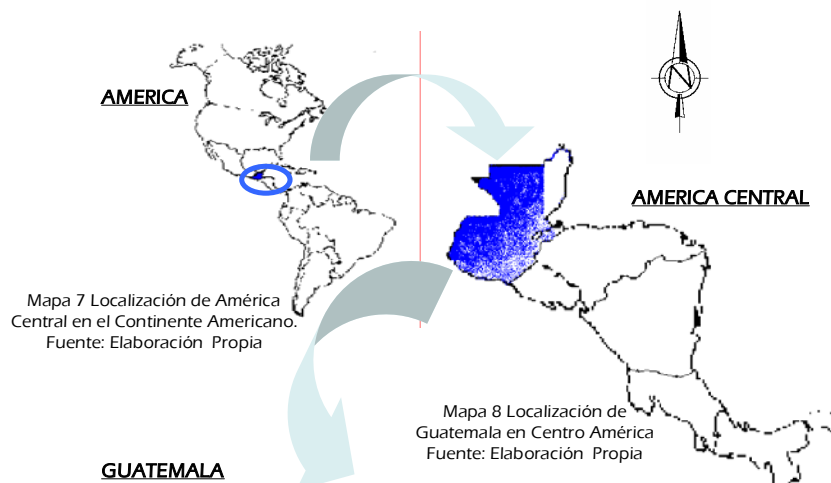 AMERICA
N
AMERICA CENTRAL
Mapa 7 Localización de América
Central en el Continente Americano.
Fuente: Elaboración Propia
Mapa 8 Localización de
Guatemala en Centro América
Fuente: Elaboración Propia
GUATEMALA